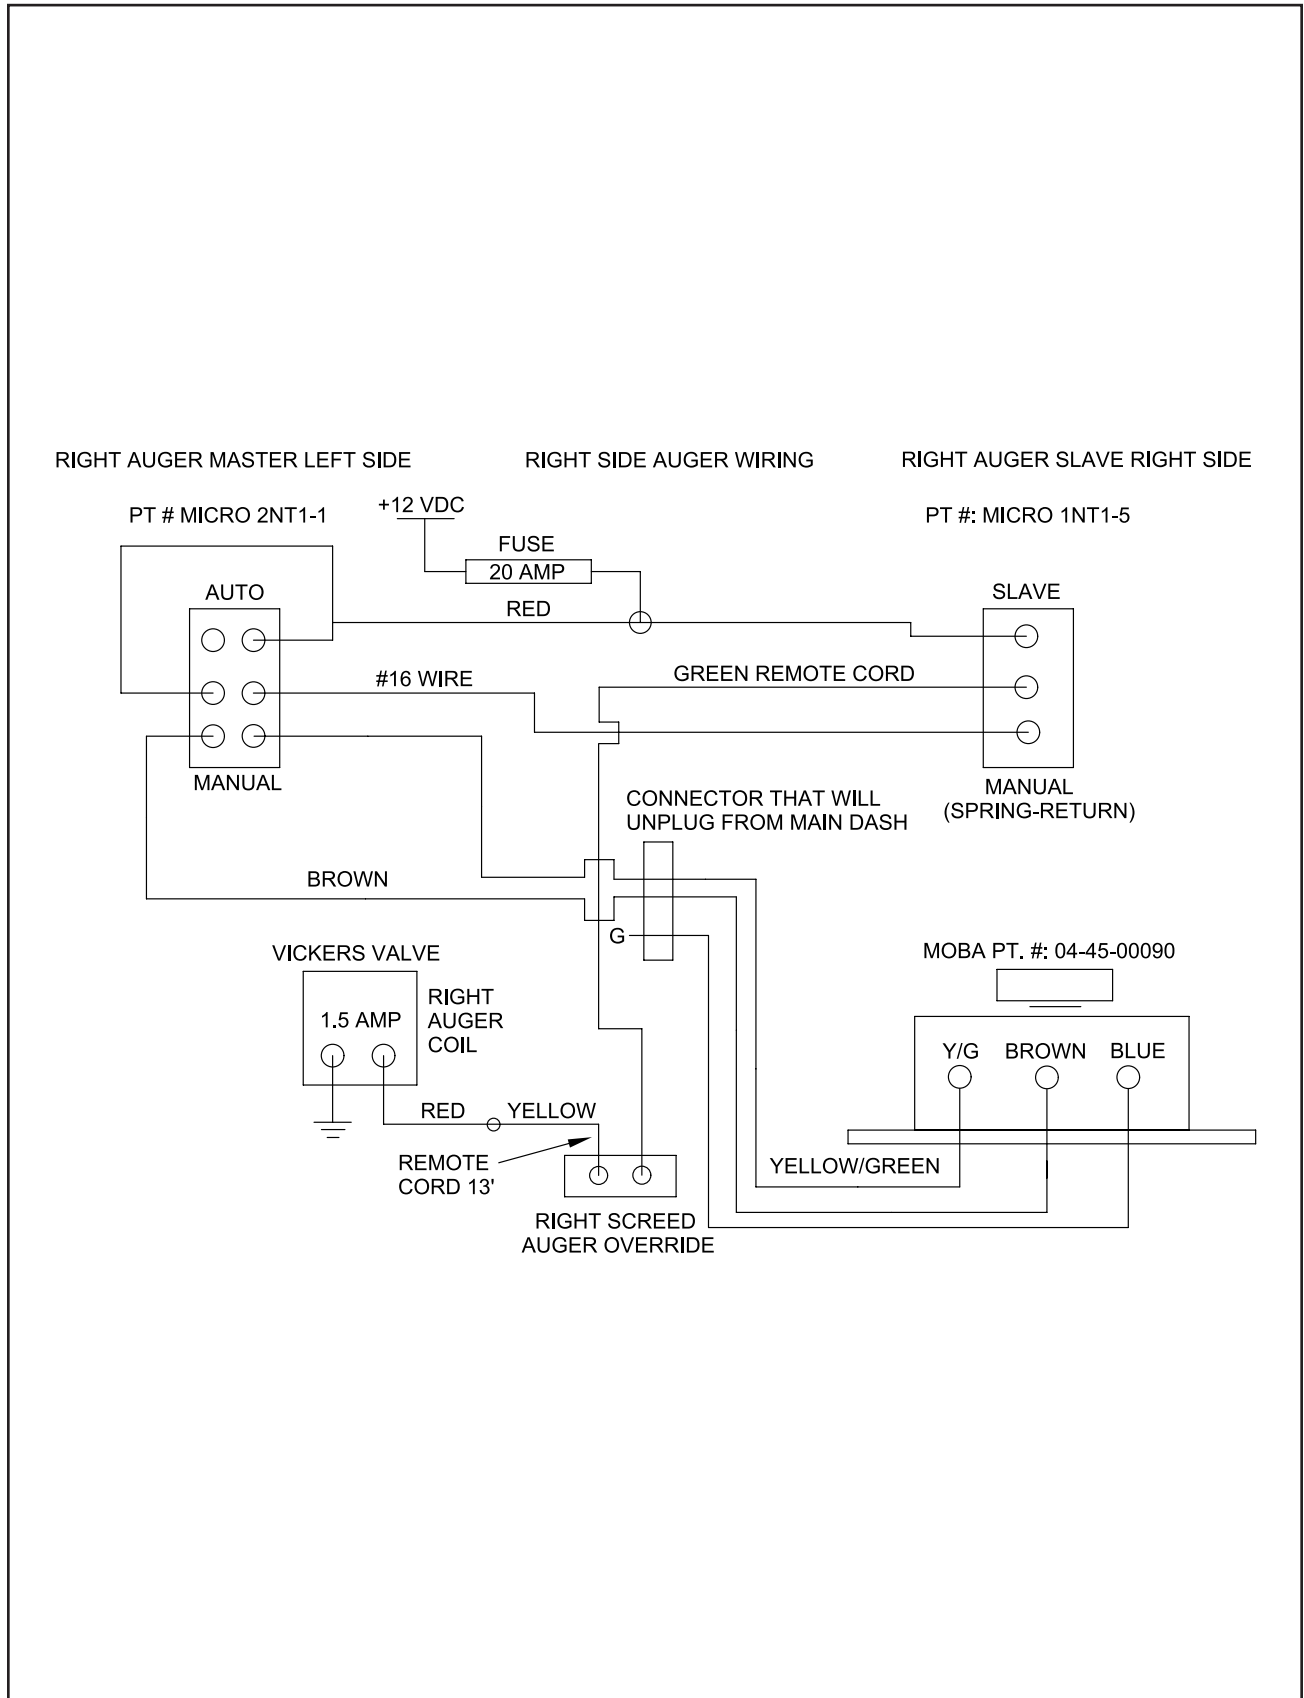 RIGHT AUGER MASTER LEFT SIDE
RIGHT SIDE AUGER WIRING
RIGHT AUGER SLAVE RIGHT SIDE
PT # MICRO 2NT1-1
+12 VDC
PT #: MICRO 1NT1-5
FUSE
20 AMP
AUTO
RED
SLAVE
#16 WIRE
GREEN REMOTE CORD
MANUAL
MANUAL
(SPRING-RETURN)
CONNECTOR THAT WILL
UNPLUG FROM MAIN DASH
BROWN
G
VICKERS VALVE
1.5 AMP
RIGHT
AUGER
COIL
MOBA PT. #: 04-45-00090
Y/G
BROWN
BLUE
RED
YELLOW
REMOTE
CORD 13'
YELLOW/GREEN
RIGHT SCREED
AUGER OVERRIDE